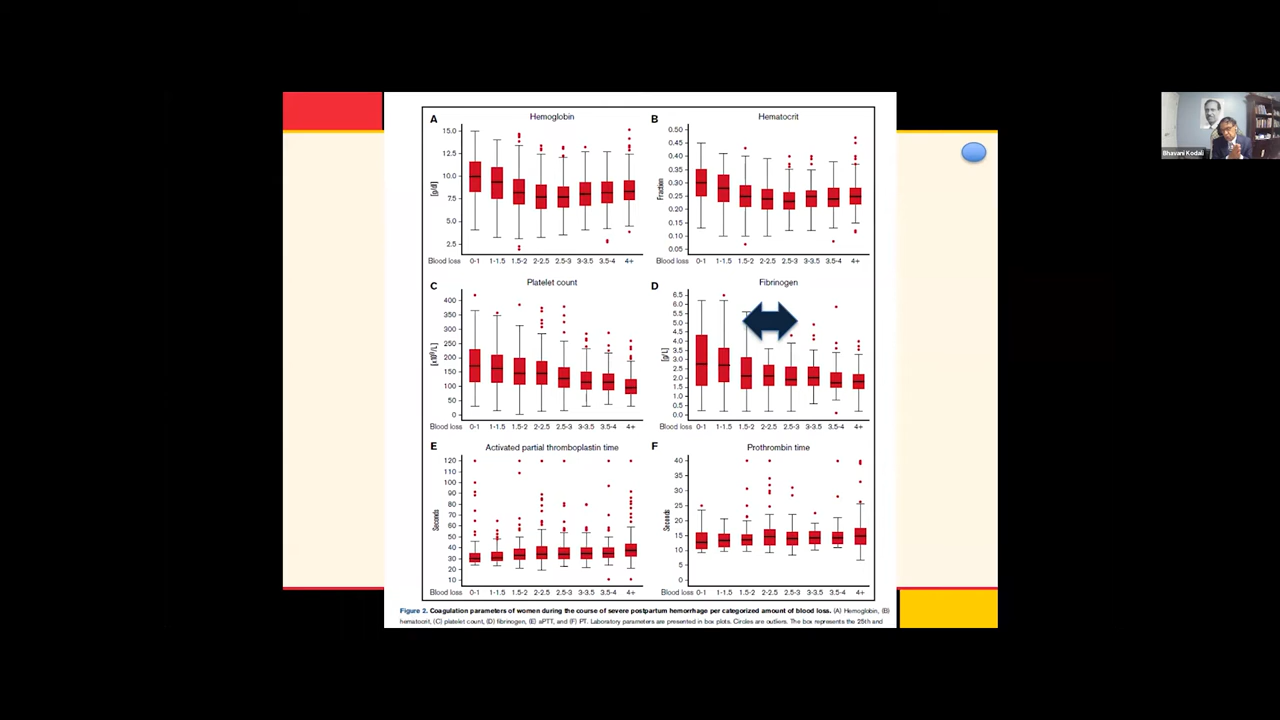 A
Hemoglobin
15.0
12.5
10.0
7.5
5.0
2.5
[g/dl]
Blood loss 0-1 1-1.5 1.5-2 2-2.5 2.5-3 3-3.5 3.5-4 4+
B
Hematocrit
0.50
0.45
0.40
0.35
0.30
0.25
0.20
0.15
0.10
0.05
Fraction
Blood loss 0-1 1-1.5 1.5-2 2-2.5 2.5-3 3-3.5 3.5-4 4+
C
Platelet count
400
350
300
250
200
150
100
50
0
[x10⁹/L]
Blood loss 0-1 1-1.5 1.5-2 2-2.5 2.5-3 3-3.5 3.5-4 4+
D
Fibrinogen
6.5
6.0
5.5
5.0
4.5
4.0
3.5
3.0
2.5
2.0
1.5
1.0
0.5
0.0
[g/L]
Blood loss 0-1 1-1.5 1.5-2 2-2.5 2.5-3 3-3.5 3.5-4 4+
E
Activated partial thromboplastin time
120
110
100
90
80
70
60
50
40
30
20
10
Seconds
Blood loss 0-1 1-1.5 1.5-2 2-2.5 2.5-3 3-3.5 3.5-4 4+
F
Prothrombin time
40
35
30
25
20
15
10
5
0
Seconds
Blood loss 0-1 1-1.5 1.5-2 2-2.5 2.5-3 3-3.5 3.5-4 4+
Figure 2. Coagulation parameters of women during the course of severe postpartum hemorrhage per categorized amount of blood loss. (A) Hemoglobin, (B)
hematocrit, (C) platelet count, (D) fibrinogen, (E) aPTT, and (F) PT. Laboratory parameters are presented in box plots. Circles are outliers. The box represents the 25th and
Bhavani Kodali